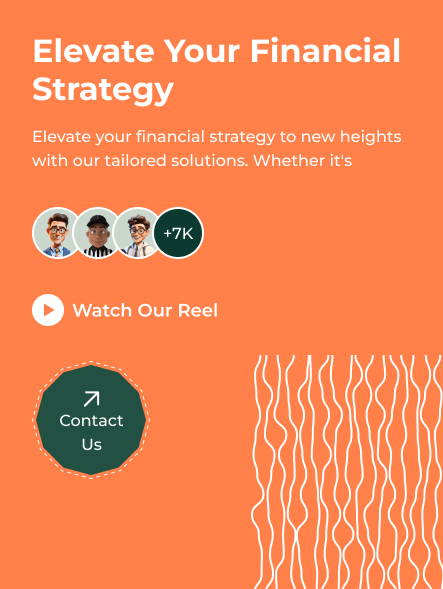 Elevate Your Financial
Strategy
Elevate your financial strategy to new heights
with our tailored solutions. Whether it's
+7K
Watch Our Reel
Contact
Us